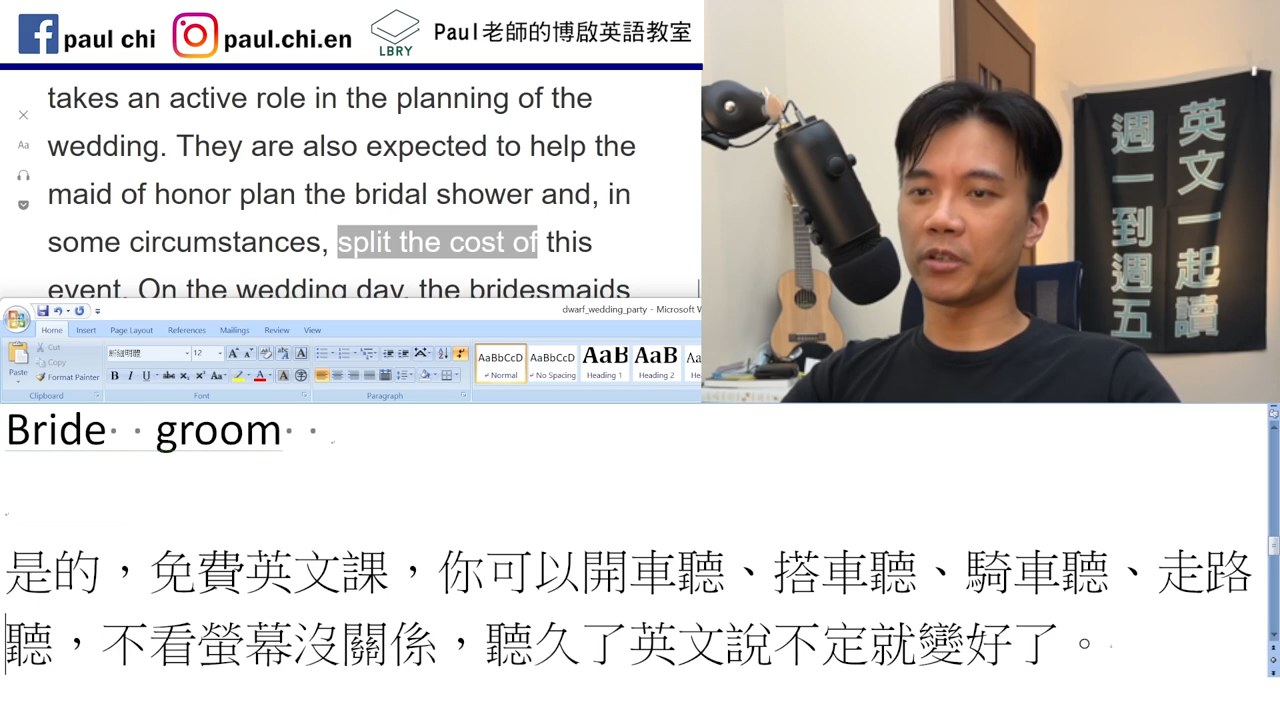 paul chi
paul.chi.en
LBRY
Paul老師的博啟英語教室
takes an active role in the planning of the
wedding. They are also expected to help the
maid of honor plan the bridal shower and, in
some circumstances, split the cost of this
event. On the wedding day, the bridesmaids
Aa
dwarf_wedding_party - Microsoft W
Home Insert Page Layout References Mailings Review View
Paste
Cut
Copy
Format Painter
新細明體 12
AaBbCcD AaBbCcD AaB AaB
Normal No Spacing Heading 1 Heading 2
Clipboard Font Paragraph
英文一起讀
週一到週五
Bride groom
是的，免費英文課，你可以開車聽、搭車聽、騎車聽、走路
聽，不看螢幕沒關係，聽久了英文說不定就變好了。